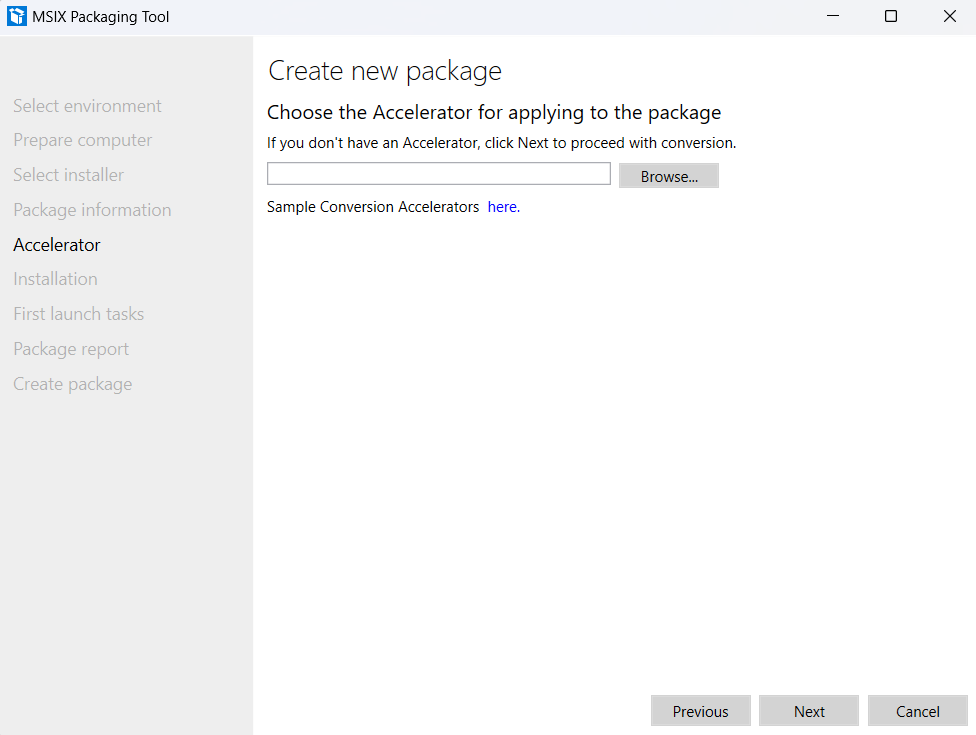 MSIX Packaging Tool
Select environment
Prepare computer
Select installer
Package information
Accelerator
Installation
First launch tasks
Package report
Create package
Create new package
Choose the Accelerator for applying to the package
If you don't have an Accelerator, click Next to proceed with conversion.
Browse...
Sample Conversion Accelerators here.
Previous Next Cancel